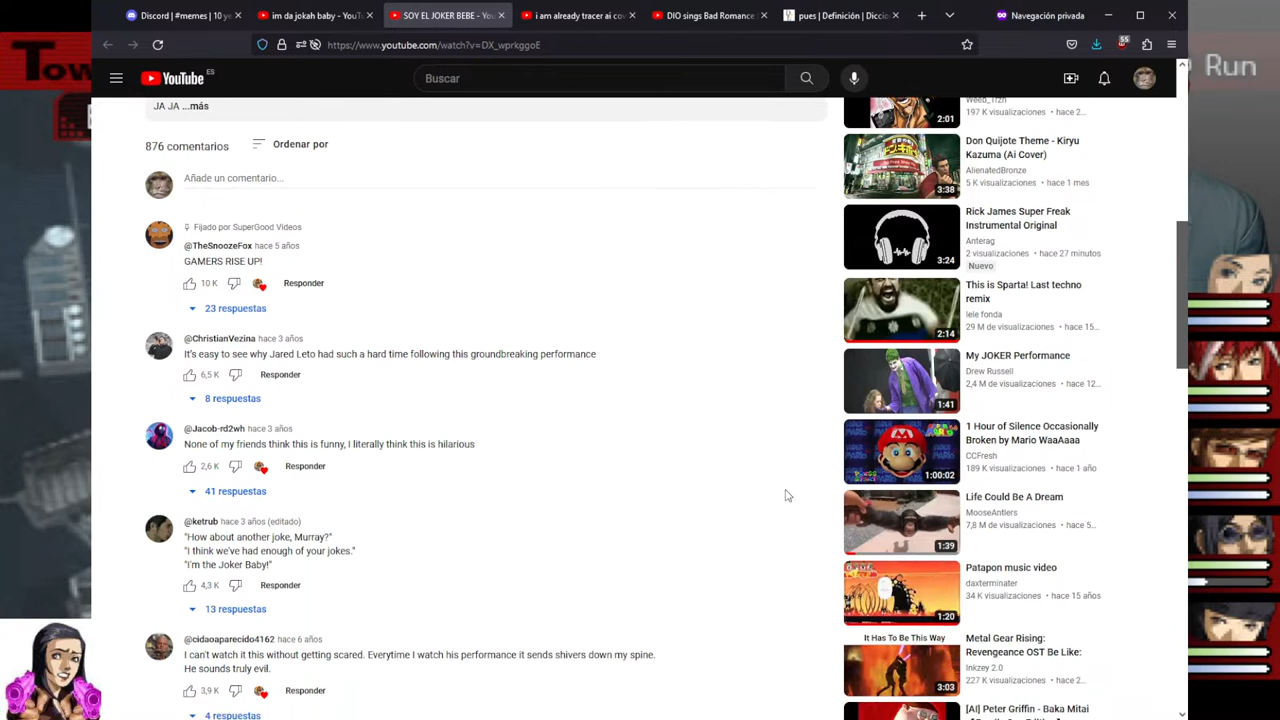 Discord | #memes | 10 ye
im da jokah baby - YouT
SOY EL JOKER BEBE - You
i am already tracer ai cov
DIO sings Bad Romance
pues | Definición | Dicci
Navegación privada
https://www.youtube.com/watch?v=DX_wprkggoE
55
Tow
Run
YouTube ES
Buscar
JA JA ...más
876 comentarios
Ordenar por
Añade un comentario...
Fijado por SuperGood Videos
@TheSnoozeFox hace 5 años
GAMERS RISE UP!
10 K
Responder
23 respuestas
@ChristianVezina hace 3 años
It's easy to see why Jared Leto had such a hard time following this groundbreaking performance
6,5 K
Responder
8 respuestas
@Jacob-rd2wh hace 3 años
None of my friends think this is funny, I literally think this is hilarious
2,6 K
Responder
41 respuestas
@ketrub hace 3 años (editado)
"How about another joke, Murray?"
"I think we've had enough of your jokes."
"I'm the Joker Baby!"
4,3 K
Responder
13 respuestas
@cidaoaparecido4162 hace 6 años
I can't watch it this without getting scared. Everytime I watch his performance it sends shivers down my spine.
He sounds truly evil.
3,9 K
Responder
4 respuestas
Weeb_Trzn
197 K visualizaciones • hace 2...
2:01
Don Quijote Theme - Kiryu
Kazuma (Ai Cover)
AlienatedBronze
5 K visualizaciones • hace 1 mes
3:38
Rick James Super Freak
Instrumental Original
Anterag
2 visualizaciones • hace 27 minutos
Nuevo
3:24
This is Sparta! Last techno
remix
lele fonda
29 M de visualizaciones • hace 15...
2:14
My JOKER Performance
Drew Russell
2,4 M de visualizaciones • hace 12...
1:41
1 Hour of Silence Occasionally
Broken by Mario WaaAaaa
CCFresh
189 K visualizaciones • hace 1 año
1:00:02
Life Could Be A Dream
MooseAntlers
7,8 M de visualizaciones • hace 5...
1:39
Patapon music video
daxterminater
34 K visualizaciones • hace 15 años
1:20
It Has To Be This Way
Metal Gear Rising:
Revengeance OST Be Like:
Inkzey 2.0
227 K visualizaciones • hace 2...
3:03
[AI] Peter Griffin - Baka Mitai